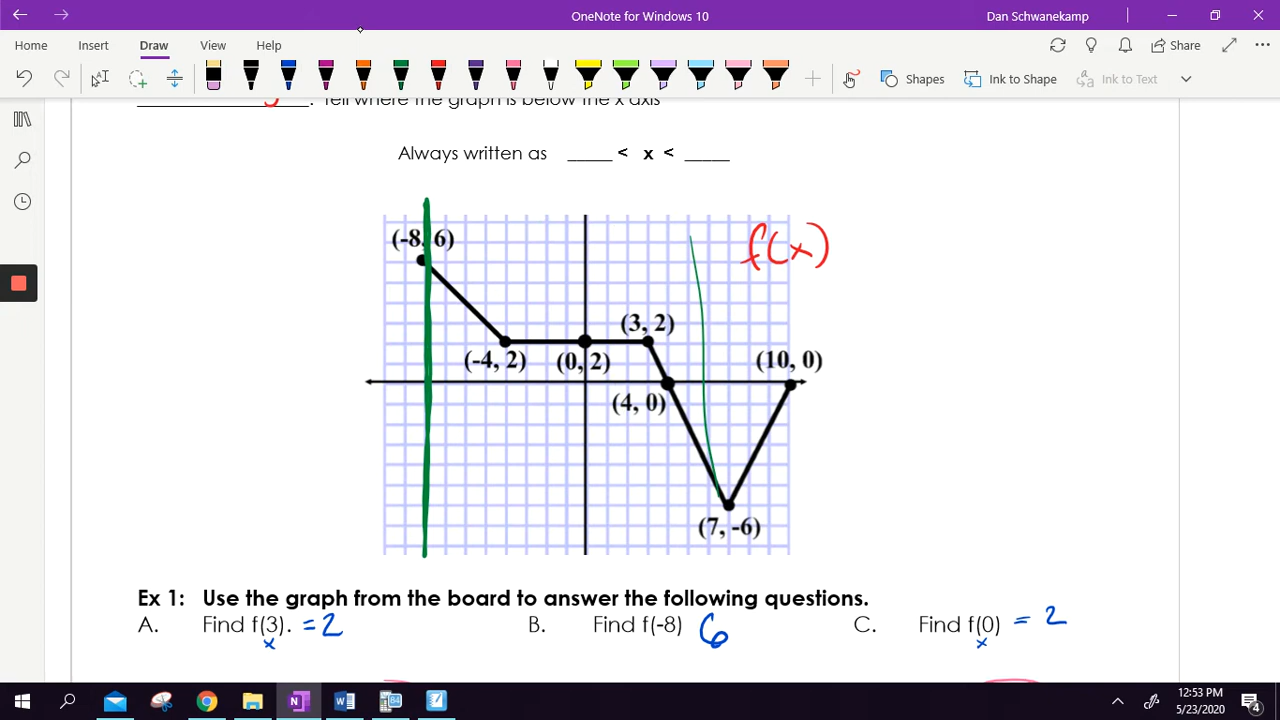 OneNote for Windows 10
Dan Schwanekamp
Home Insert Draw View Help
Share
Shapes Ink to Shape Ink to Text
____________. Tell where the graph is below the x axis
Always written as _____ < x < _____
f(x)
(-8, 6)
(3, 2)
(-4, 2) (0, 2) (10, 0)
(4, 0)
(7, -6)
Ex 1: Use the graph from the board to answer the following questions.
A. Find f(3). = 2 B. Find f(-8) 6 C. Find f(0) = 2
x x
12:53 PM
5/23/2020
4